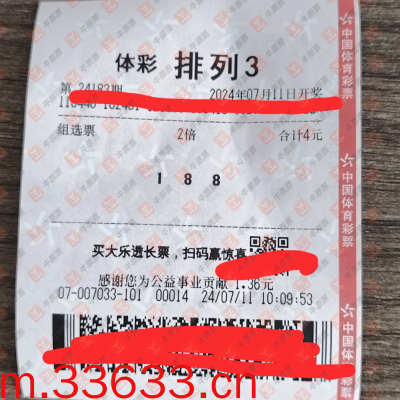 体彩 排列3
第 24183期 2024年07月11日开奖
组选票 2倍 合计4元
1 8 8
买大乐透长票，扫码赢惊喜
感谢您为公益事业贡献 1.36元
07-007033-101 00014 24/07/11 10:09:53
中国体育彩票
中国体育彩票
中国体育彩票
m.33633.cn